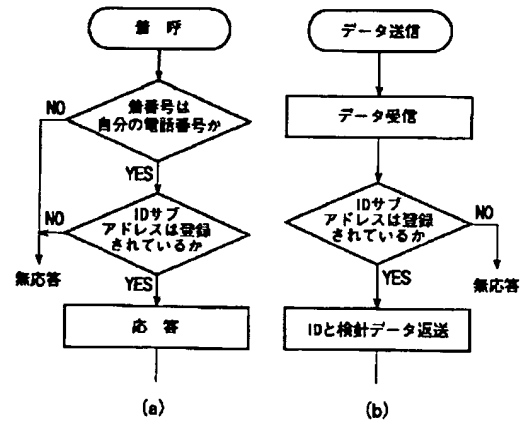 着 呼
着番号は
自分の電話番号か
NO
YES
IDサブ
アドレスは登録
されているか
NO
無応答
YES
応 答
(a)
データ送信
データ受信
IDサブ
アドレスは登録
されているか
NO
無応答
YES
IDと検針データ返送
(b)